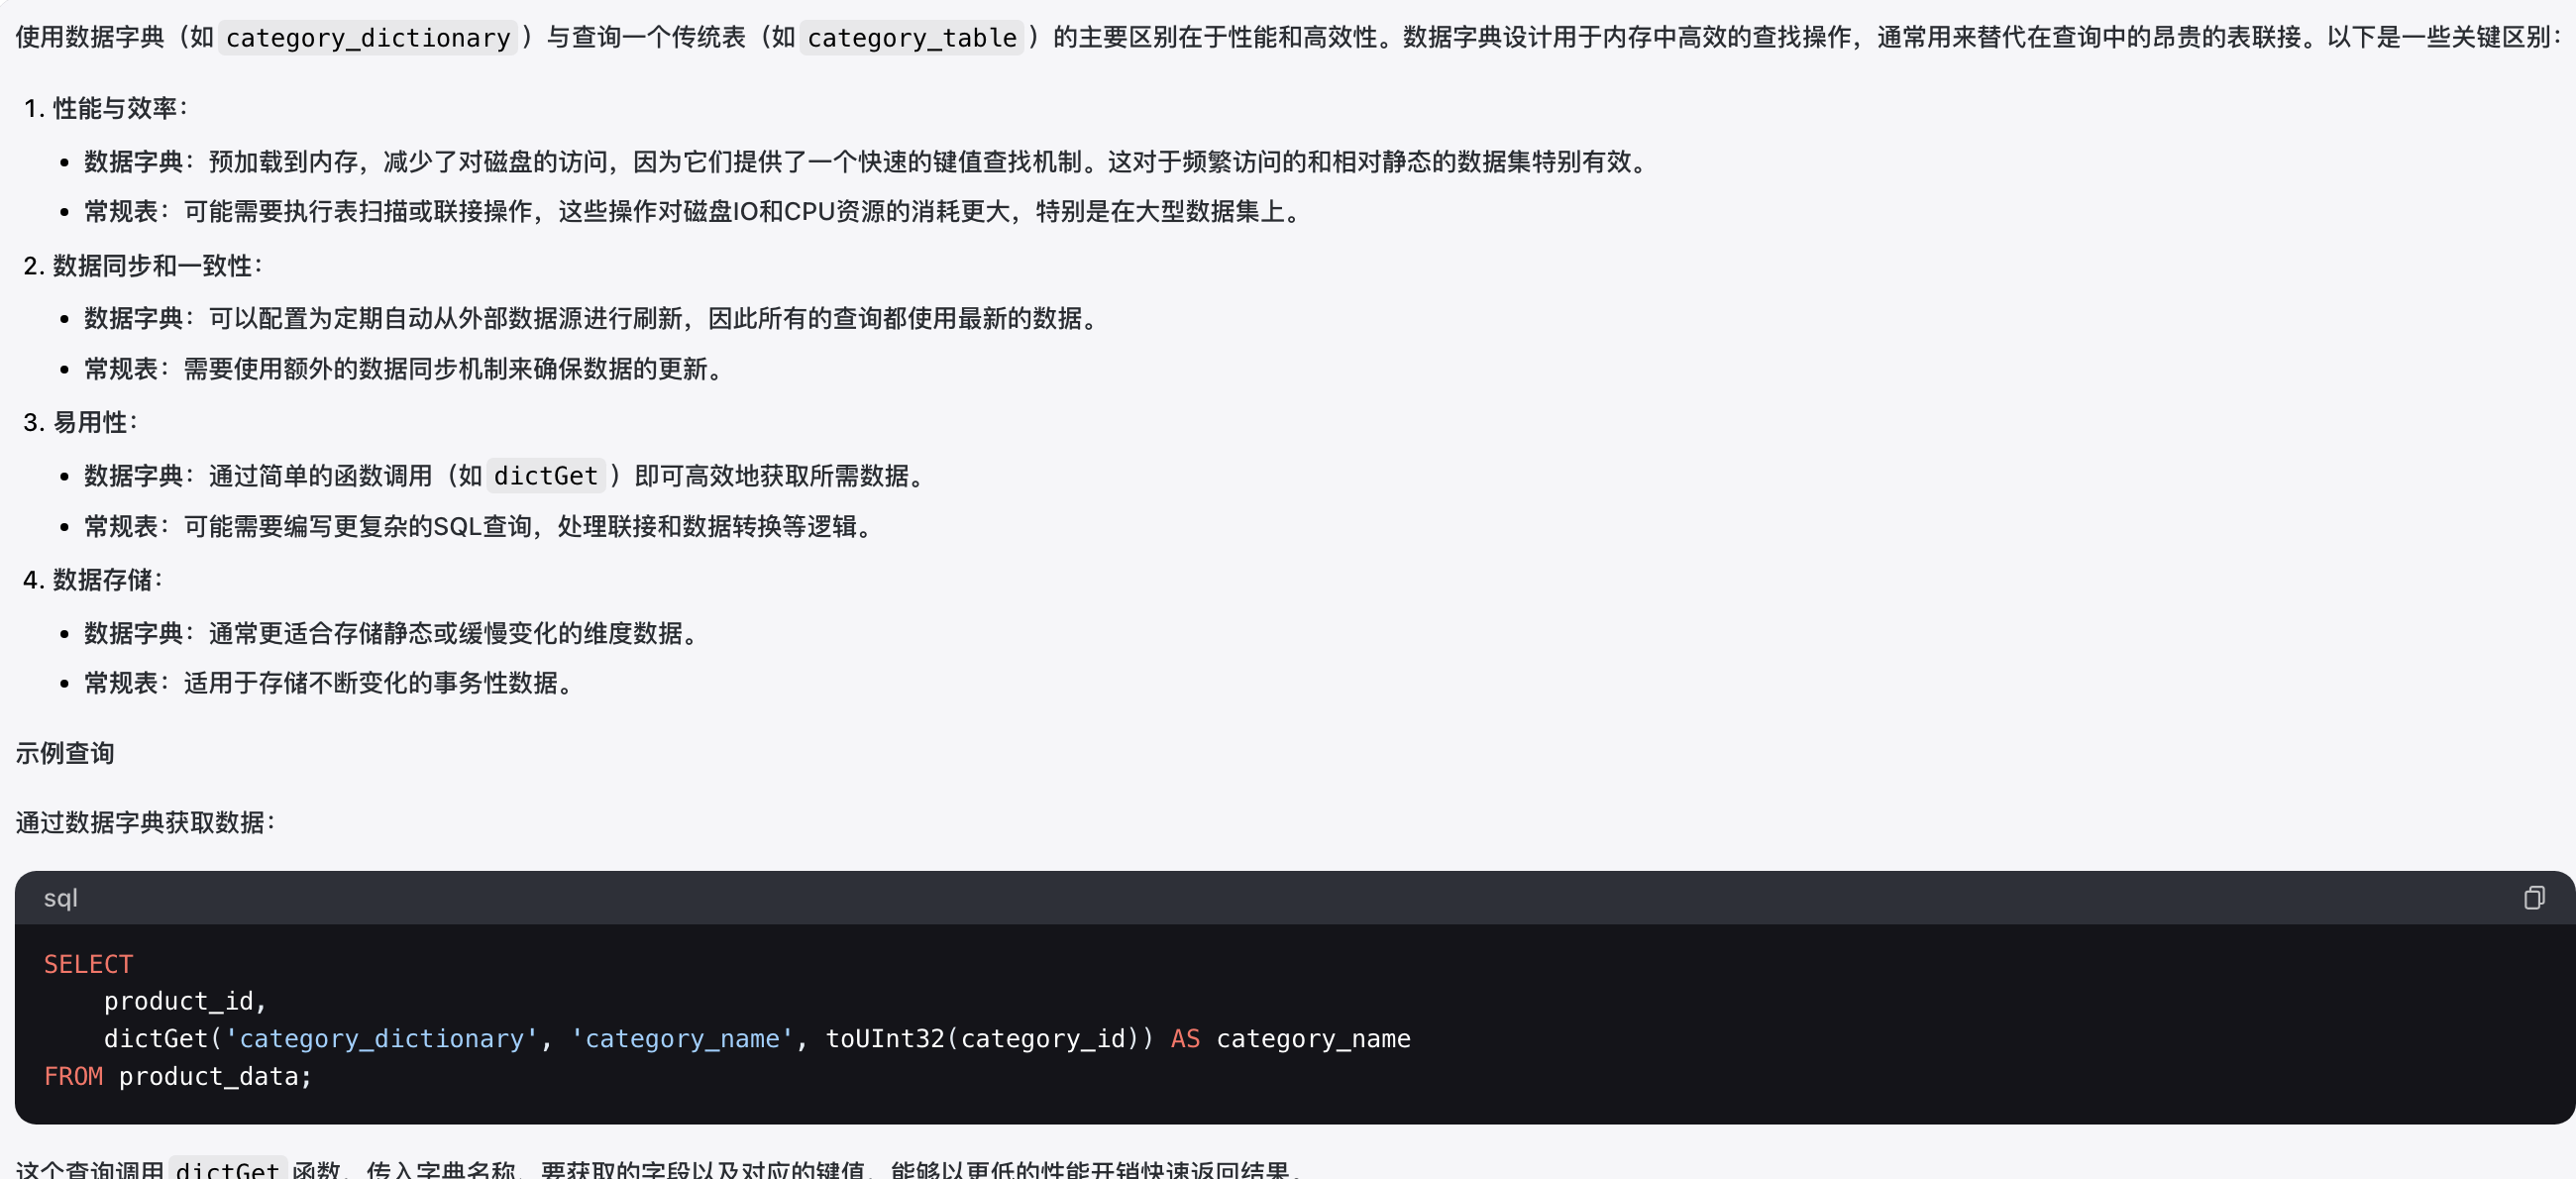 使用数据字典（如 category_dictionary ）与查询一个传统表（如 category_table ）的主要区别在于性能和高效性。数据字典设计用于内存中高效的查找操作，通常用来替代在查询中的昂贵的表联接。以下是一些关键区别：
1. 性能与效率：
• 数据字典：预加载到内存，减少了对磁盘的访问，因为它们提供了一个快速的键值查找机制。这对于频繁访问的和相对静态的数据集特别有效。
• 常规表：可能需要执行表扫描或联接操作，这些操作对磁盘IO和CPU资源的消耗更大，特别是在大型数据集上。
2. 数据同步和一致性：
• 数据字典：可以配置为定期自动从外部数据源进行刷新，因此所有的查询都使用最新的数据。
• 常规表：需要使用额外的数据同步机制来确保数据的更新。
3. 易用性：
• 数据字典：通过简单的函数调用（如 dictGet ）即可高效地获取所需数据。
• 常规表：可能需要编写更复杂的SQL查询，处理联接和数据转换等逻辑。
4. 数据存储：
• 数据字典：通常更适合存储静态或缓慢变化的维度数据。
• 常规表：适用于存储不断变化的事务性数据。
示例查询
通过数据字典获取数据：
sql
SELECT
    product_id,
    dictGet('category_dictionary', 'category_name', toUInt32(category_id)) AS category_name
FROM product_data;
这个查询调用 dictGet 函数，传入字典名称、要获取的字段以及对应的键值，能够以更低的性能开销快速返回结果。